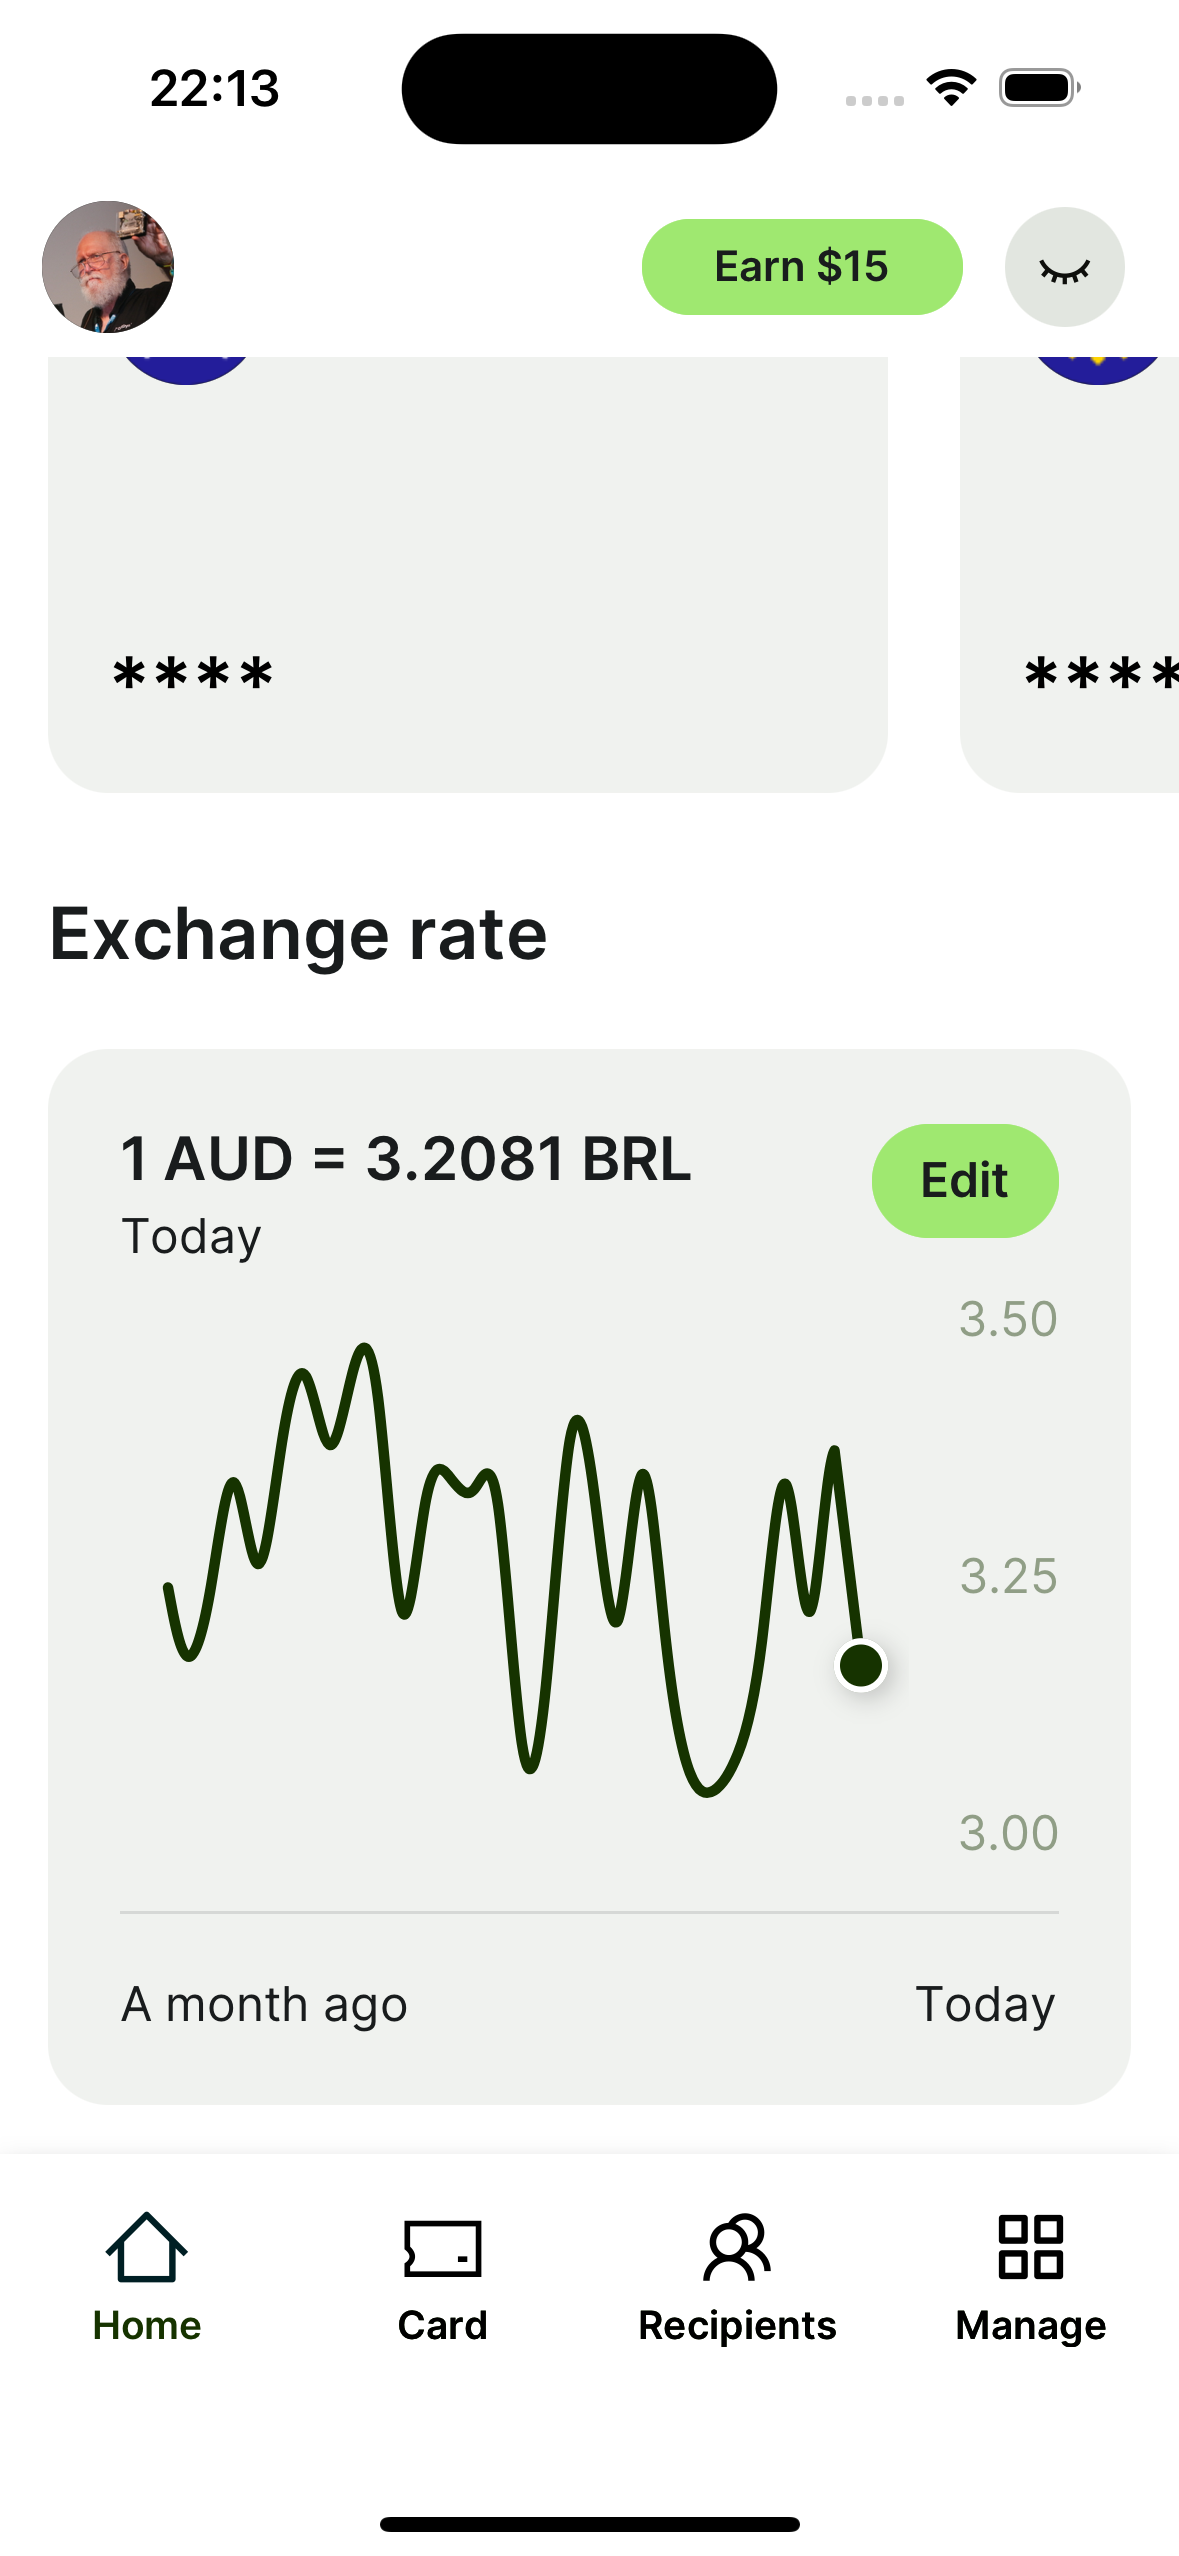 22:13
Earn $15
****
****
Exchange rate
1 AUD = 3.2081 BRL
Edit
Today
3.50
3.25
3.00
A month ago
Today
Home
Card
Recipients
Manage